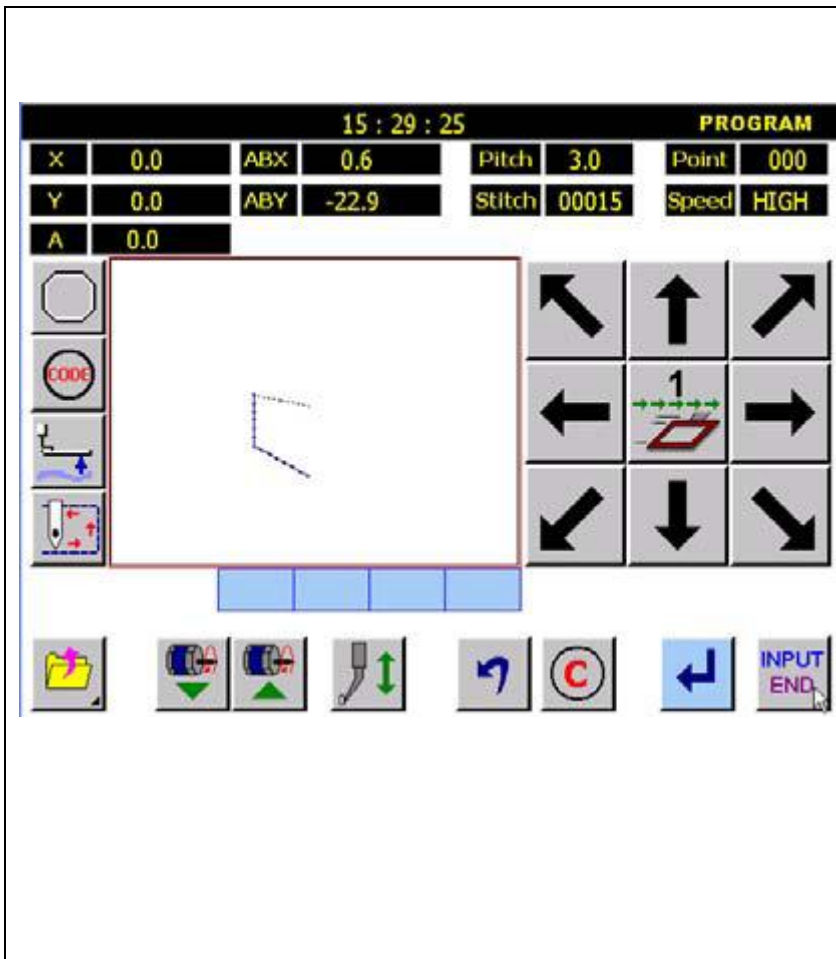 15 : 29 : 25 PROGRAM
X 0.0 ABX 0.6 Pitch 3.0 Point 000
Y 0.0 ABY -22.9 Stitch 00015 Speed HIGH
A 0.0
1
CODE
C
INPUT
END